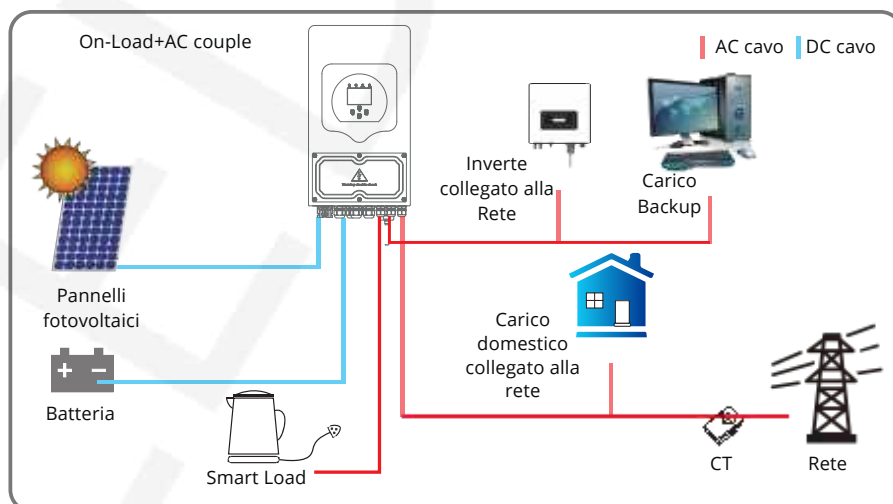 On-Load+AC couple
AC cavo
DC cavo
Inverte
collegato alla
Rete
Carico
Backup
Pannelli
fotovoltaici
Carico
domestico
collegato alla
rete
Batteria
Smart Load
CT
Rete